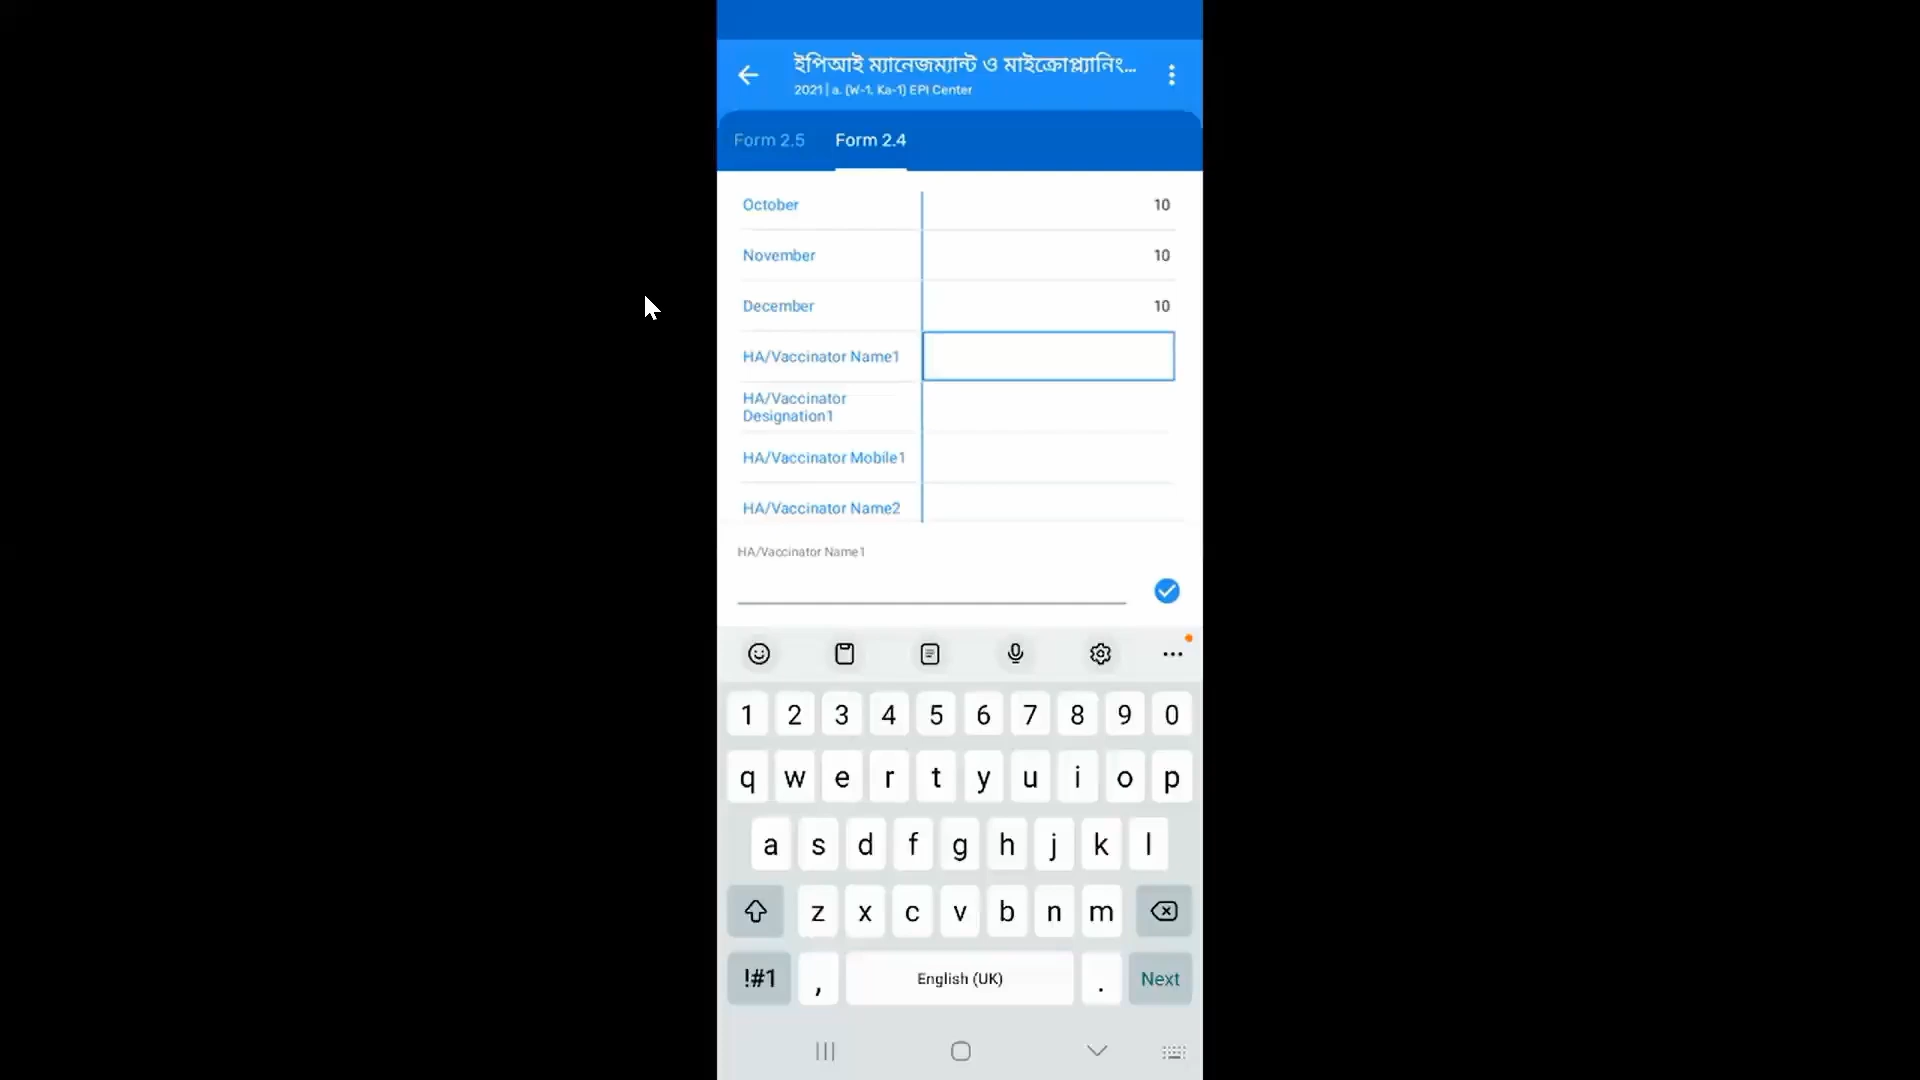 ইপিআই ম্যানেজম্যান্ট ও মাইক্রোপ্ল্যানিং...
2021 | a. (W-1, Ka-1) EPI Center
Form 2.5 Form 2.4
October 10
November 10
December 10
HA/Vaccinator Name1
HA/Vaccinator
Designation1
HA/Vaccinator Mobile1
HA/Vaccinator Name2
HA/Vaccinator Name1
1 2 3 4 5 6 7 8 9 0
q w e r t y u i o p
a s d f g h j k l
z x c v b n m
!#1 , English (UK) . Next